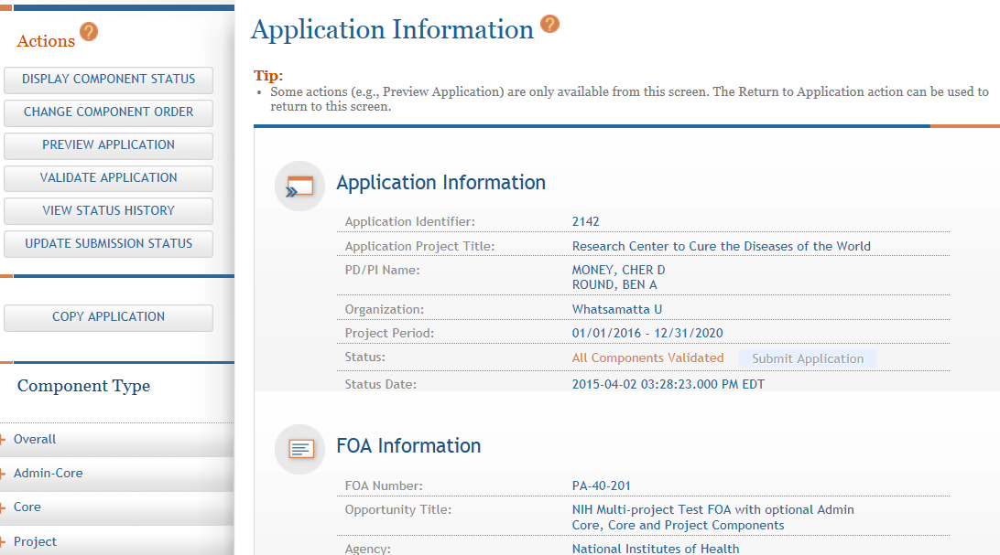 Actions ?
DISPLAY COMPONENT STATUS
CHANGE COMPONENT ORDER
PREVIEW APPLICATION
VALIDATE APPLICATION
VIEW STATUS HISTORY
UPDATE SUBMISSION STATUS
COPY APPLICATION
Component Type
Overall
Admin-Core
Core
Project
Application Information ?
Tip:
• Some actions (e.g., Preview Application) are only available from this screen. The Return to Application action can be used to
return to this screen.
Application Information
Application Identifier: 2142
Application Project Title: Research Center to Cure the Diseases of the World
PD/PI Name: MONEY, CHER D
ROUND, BEN A
Organization: Whatsamatta U
Project Period: 01/01/2016 - 12/31/2020
Status: All Components Validated Submit Application
Status Date: 2015-04-02 03:28:23.000 PM EDT
FOA Information
FOA Number: PA-40-201
Opportunity Title: NIH Multi-project Test FOA with optional Admin
Core, Core and Project Components
Agency: National Institutes of Health